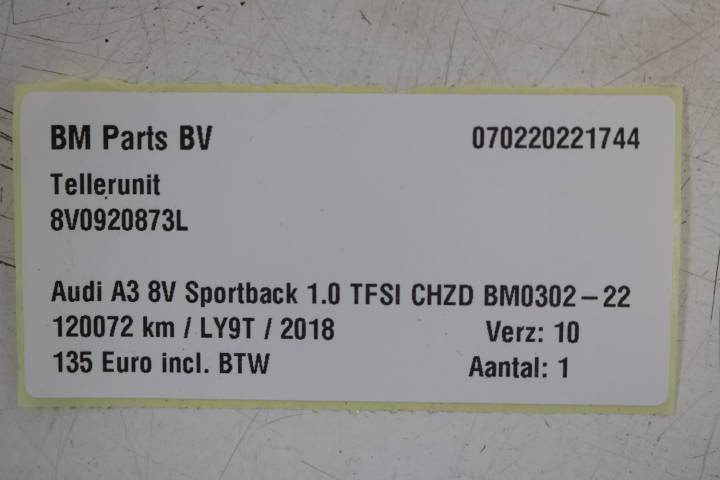 BM Parts BV 070220221744
Tellerunit
8V0920873L
Audi A3 8V Sportback 1.0 TFSI CHZD BM0302-22
120072 km / LY9T / 2018 Verz: 10
135 Euro incl. BTW Aantal: 1